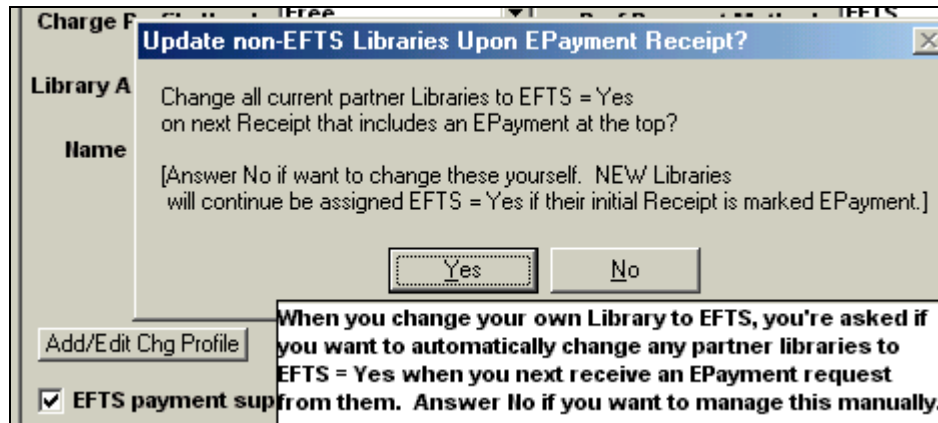 Charge P
Free
EFTS
Update non-EFTS Libraries Upon EPayment Receipt?
Library A
Change all current partner Libraries to EFTS = Yes
on next Receipt that includes an EPayment at the top?
Name
[Answer No if want to change these yourself. NEW Libraries
will continue be assigned EFTS = Yes if their initial Receipt is marked EPayment.]
Yes
No
When you change your own Library to EFTS, you're asked if
Add/Edit Chg Profile
you want to automatically change any partner libraries to
EFTS = Yes when you next receive an EPayment request
EFTS payment sup
from them. Answer No if you want to manage this manually.